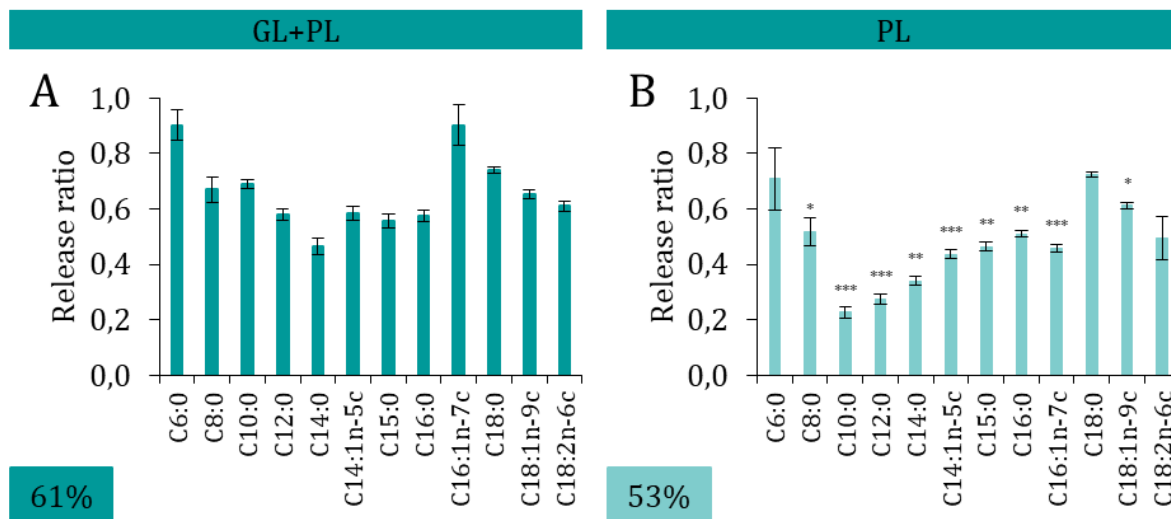 GL+PL
A
Release ratio
1,0
0,8
0,6
0,4
0,2
0,0
C6:0
C8:0
C10:0
C12:0
C14:0
C14:1n-5c
C15:0
C16:0
C16:1n-7c
C18:0
C18:1n-9c
C18:2n-6c
61%
PL
B
Release ratio
1,0
0,8
0,6
0,4
0,2
0,0
*
***
***
**
***
**
**
***
*
C6:0
C8:0
C10:0
C12:0
C14:0
C14:1n-5c
C15:0
C16:0
C16:1n-7c
C18:0
C18:1n-9c
C18:2n-6c
53%